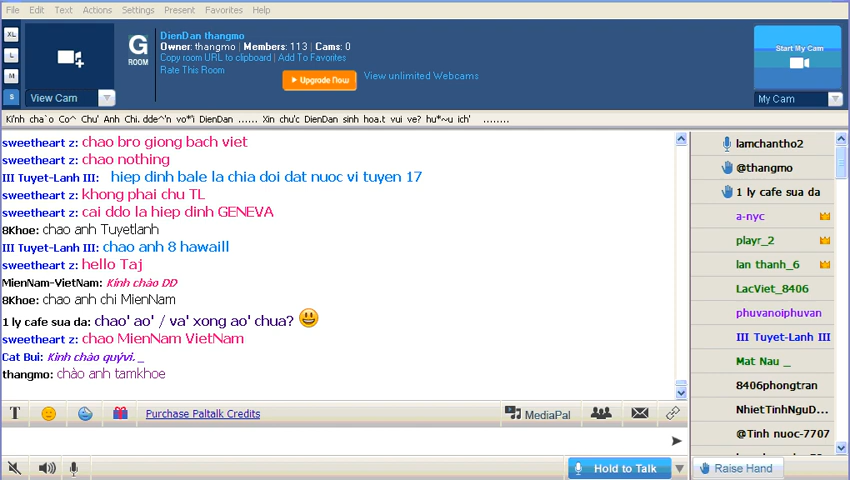 File Edit Text Actions Settings Present Favorites Help
XL
L
M
S
View Cam
G
ROOM
DienDan thangmo
Owner: thangmo | Members: 113 | Cams: 0
Copy room URL to clipboard | Add To Favorites
Rate This Room
Upgrade Now
View unlimited Webcams
Start My Cam
My Cam
Ki'nh cha`o Co^ Chu' Anh Chi. dde^'n vo*'i DienDan ...... Xin chu'c DienDan sinh hoa.t vui ve? hu*~u ich' ........
sweetheart z: chao bro giong bach viet
sweetheart z: chao nothing
III Tuyet-Lanh III: hiep dinh bale la chia doi dat nuoc vi tuyen 17
sweetheart z: khong phai chu TL
sweetheart z: cai ddo la hiep dinh GENEVA
8Khoe: chao anh Tuyetlanh
III Tuyet-Lanh III: chao anh 8 hawaill
sweetheart z: hello Taj
MienNam-VietNam: Kính chào DD
8Khoe: chao anh chi MienNam
1 ly cafe sua da: chao' ao' / va' xong ao' chua?
sweetheart z: chao MienNam VietNam
Cat Bui: Kính chào quývi. _
thangmo: chào anh tamkhoe
lamchantho2
@thangmo
1 ly cafe sua da
a-nyc
playr_2
lan thanh_6
LacViet_8406
phuvanoiphuvan
III Tuyet-Lanh III
Mat Nau _
8406phongtran
NhietTinhNguD...
@Tinh nuoc-7707
T
Purchase Paltalk Credits
MediaPal
Hold to Talk
Raise Hand